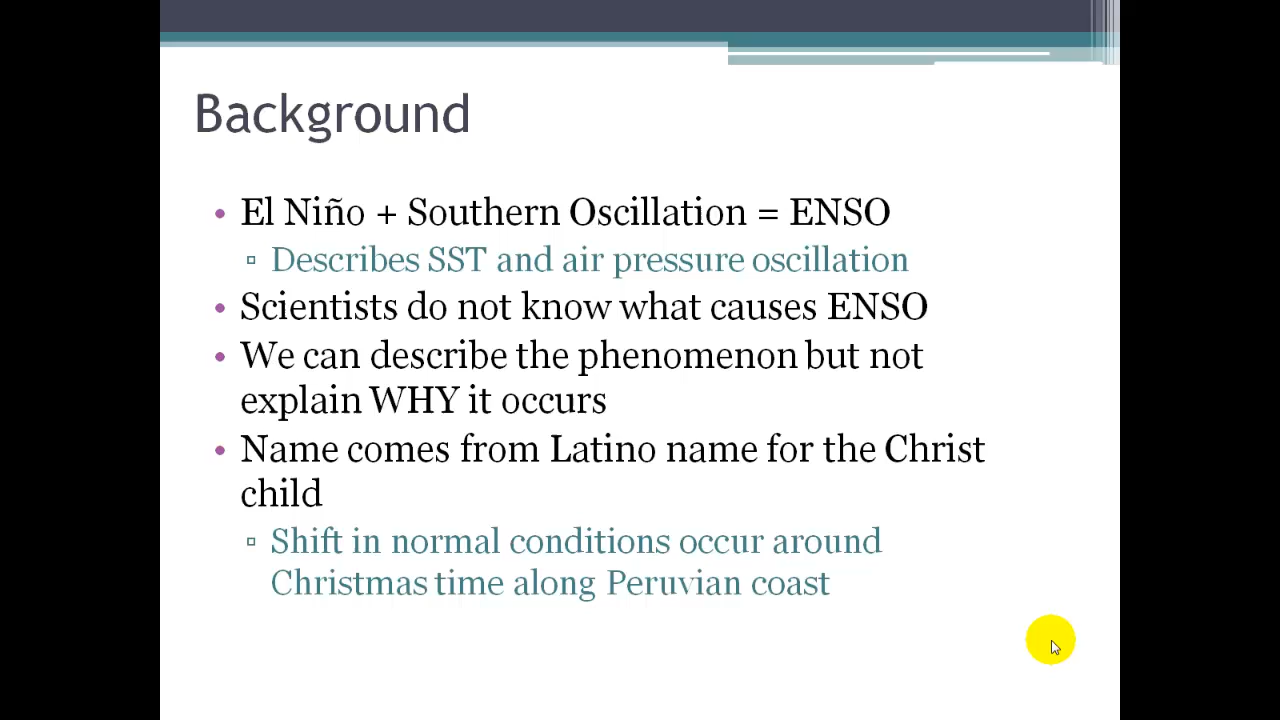 Background
• El Niño + Southern Oscillation = ENSO
▫ Describes SST and air pressure oscillation
• Scientists do not know what causes ENSO
• We can describe the phenomenon but not
explain WHY it occurs
• Name comes from Latino name for the Christ
child
▫ Shift in normal conditions occur around
Christmas time along Peruvian coast